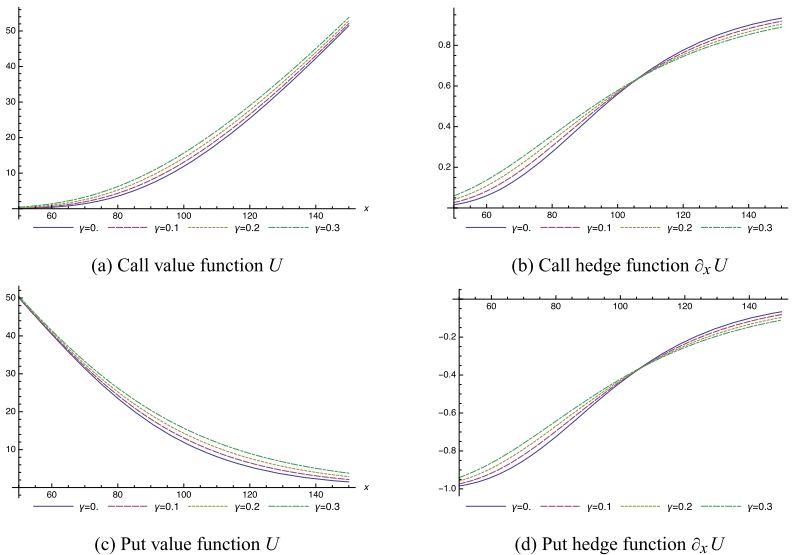 50
40
30
20
10
60 80 100 120 140 x
γ=0. γ=0.1 γ=0.2 γ=0.3
(a) Call value function U
0.8
0.6
0.4
0.2
60 80 100 120 140
γ=0. γ=0.1 γ=0.2 γ=0.3
(b) Call hedge function ∂ₓU
50
40
30
20
10
60 80 100 120 140 x
γ=0. γ=0.1 γ=0.2 γ=0.3
(c) Put value function U
60 80 100 120 140
−0.2
−0.4
−0.6
−0.8
−1.0
γ=0. γ=0.1 γ=0.2 γ=0.3
(d) Put hedge function ∂ₓU